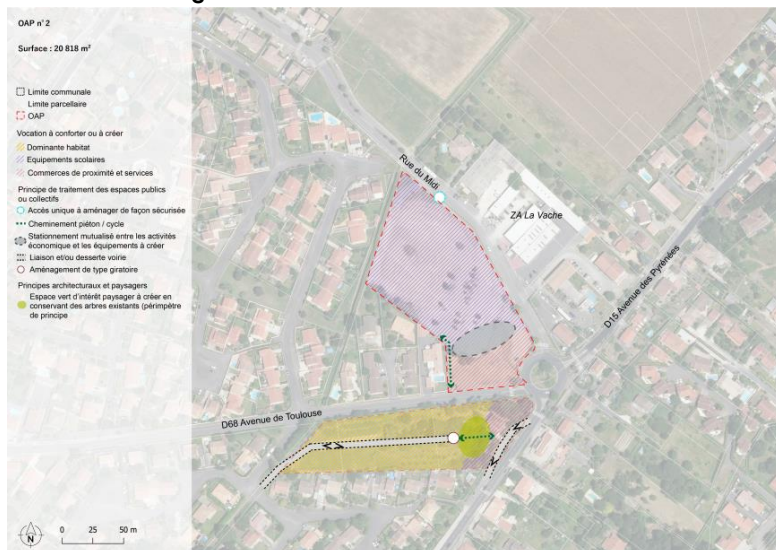 OAP n° 2
Surface : 20 818 m²
Limite communale
Limite parcellaire
OAP
Vocation à conforter ou à créer
Dominante habitat
Equipements scolaires
Commerces de proximité et services
Principe de traitement des espaces publics
ou collectifs
Accès unique à aménager de façon sécurisée
Cheminement piéton / cycle
Stationnement mutualisé entre les activités
économique et les équipements à créer
Liaison et/ou desserte voirie
Aménagement de type giratoire
Principes architecturaux et paysagers
Espace vert d'intérêt paysager à créer en
conservant des arbres existants (périmètre
de principe
N
0 25 50 m
Rue du Midi
ZA La Vache
D15 Avenue des Pyrénées
D68 Avenue de Toulouse